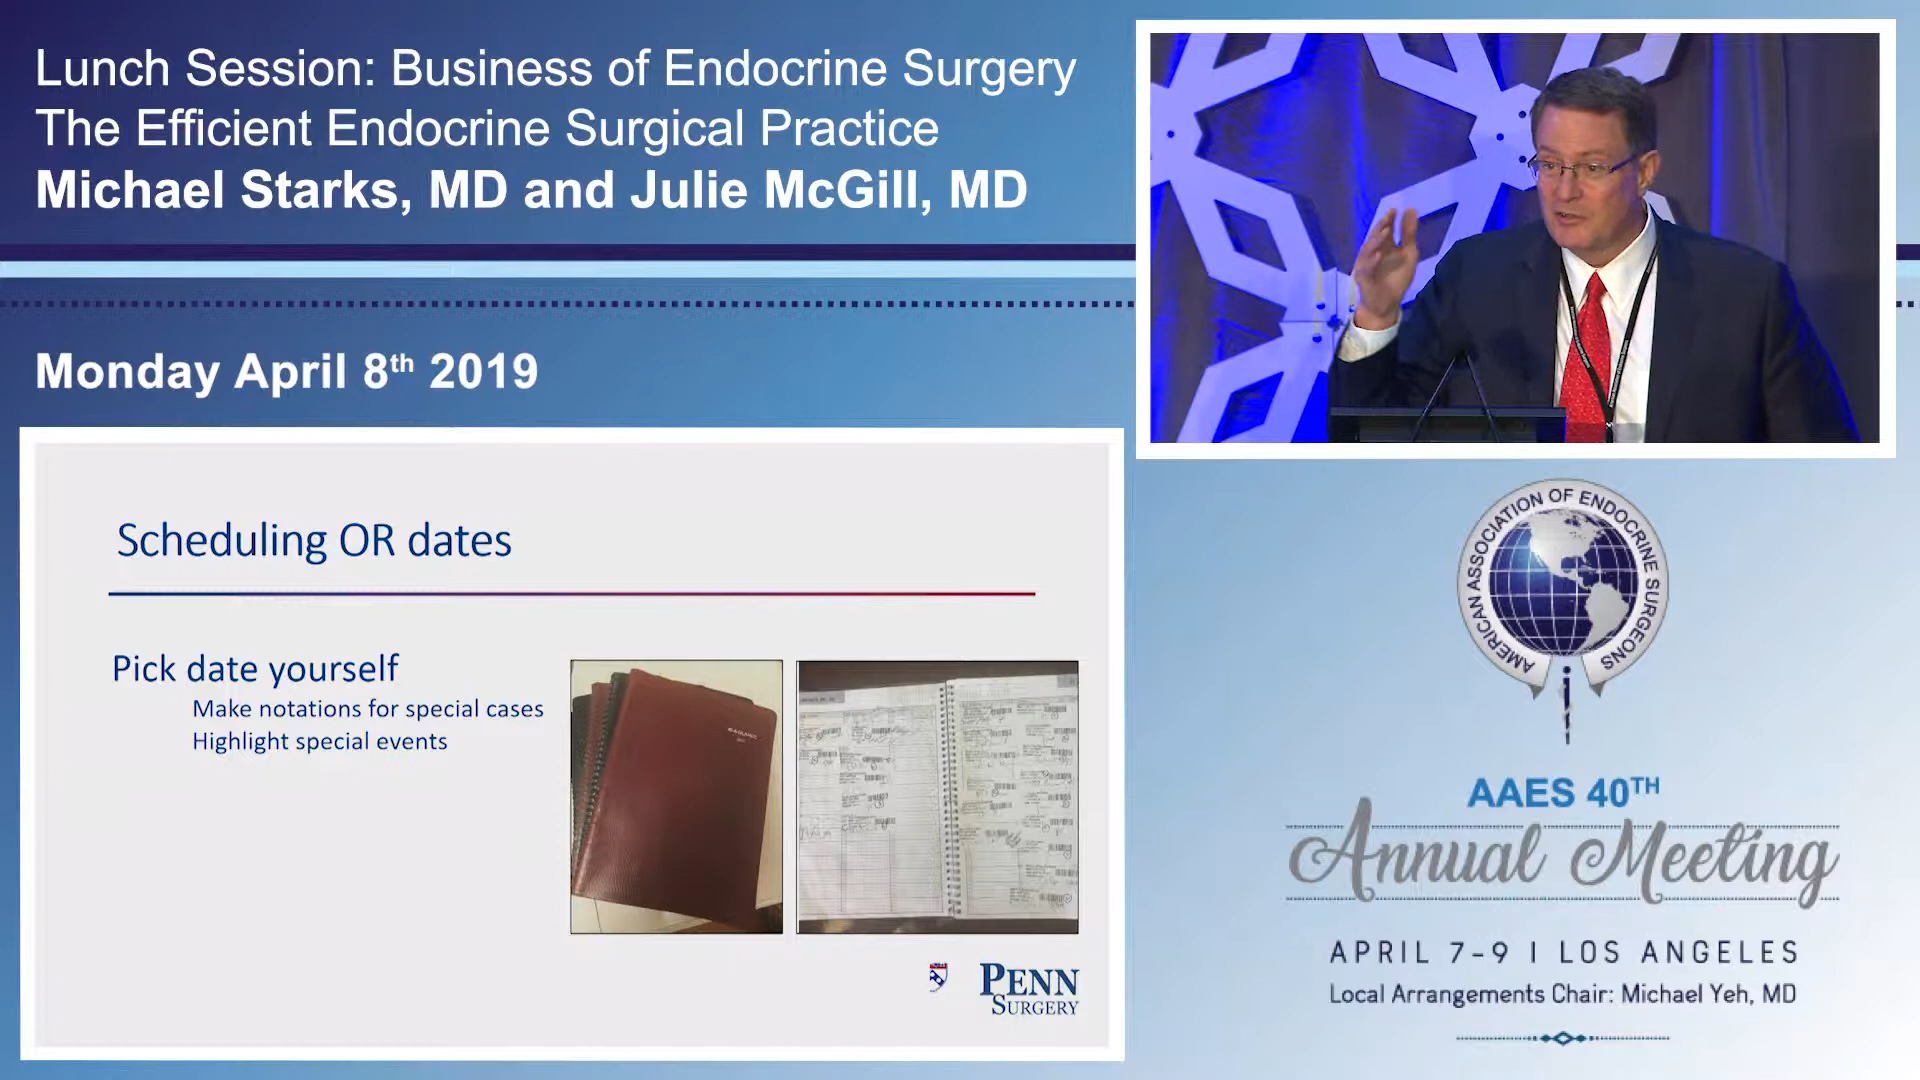 Lunch Session: Business of Endocrine Surgery
The Efficient Endocrine Surgical Practice
Michael Starks, MD and Julie McGill, MD
Monday April 8th 2019
Scheduling OR dates
Pick date yourself
Make notations for special cases
Highlight special events
PENN
SURGERY
AMERICAN ASSOCIATION OF ENDOCRINE SURGEONS
AAES 40TH
Annual Meeting
APRIL 7-9 | LOS ANGELES
Local Arrangements Chair: Michael Yeh, MD